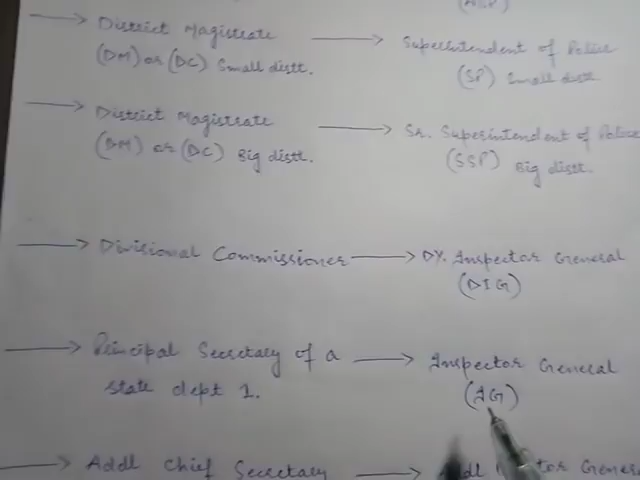 District Magistrate → Superintendent of Police
(DM) or (DC) Small distt. (SP) Small distt
District Magistrate → Sr. Superintendent of Police
(DM) or (DC) Big distt. (SSP) Big distt.
Divisional Commissioner → DY. Inspector General
(DIG)
Principal Secretary of a → Inspector General
state dept 1. (IG)
Addl Chief Secretary →